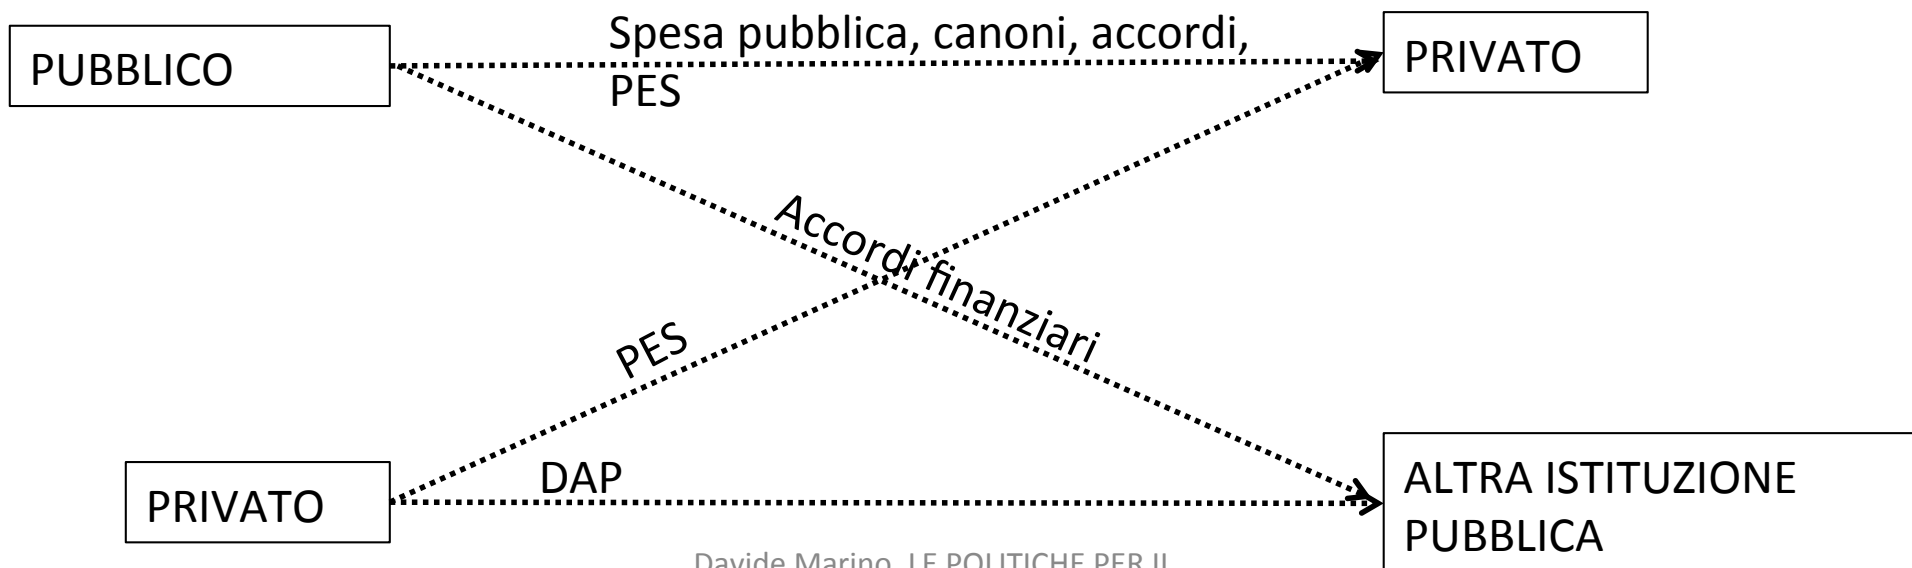 PUBBLICO
Spesa pubblica, canoni, accordi,
PES
PRIVATO
Accordi finanziari
PES
PRIVATO
DAP
ALTRA ISTITUZIONE
PUBBLICA
Davide Marino, LE POLITICHE PER IL